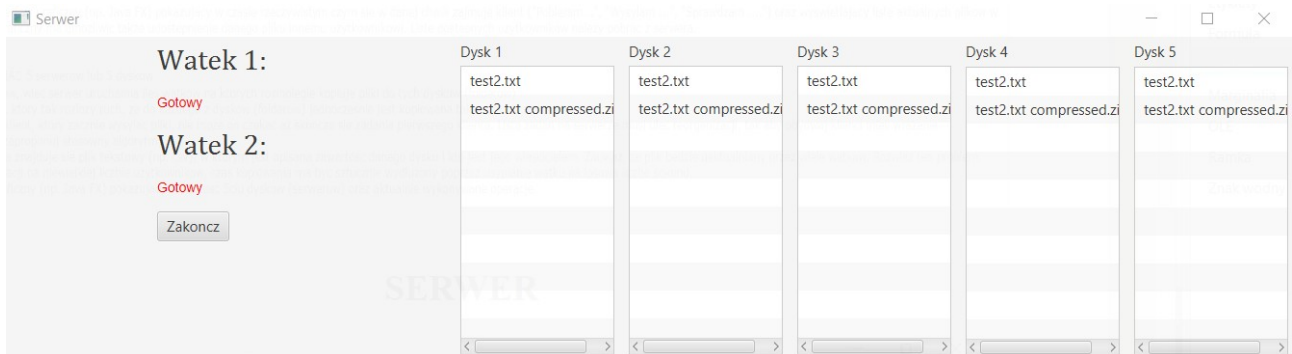 Serwer
Watek 1:
Gotowy
Watek 2:
Gotowy
Zakoncz
SERWER
Dysk 1
test2.txt
test2.txt compressed.zi
Dysk 2
test2.txt
test2.txt compressed.zi
Dysk 3
test2.txt
test2.txt compressed.zi
Dysk 4
test2.txt
test2.txt compressed.zi
Dysk 5
test2.txt
test2.txt compressed.zi